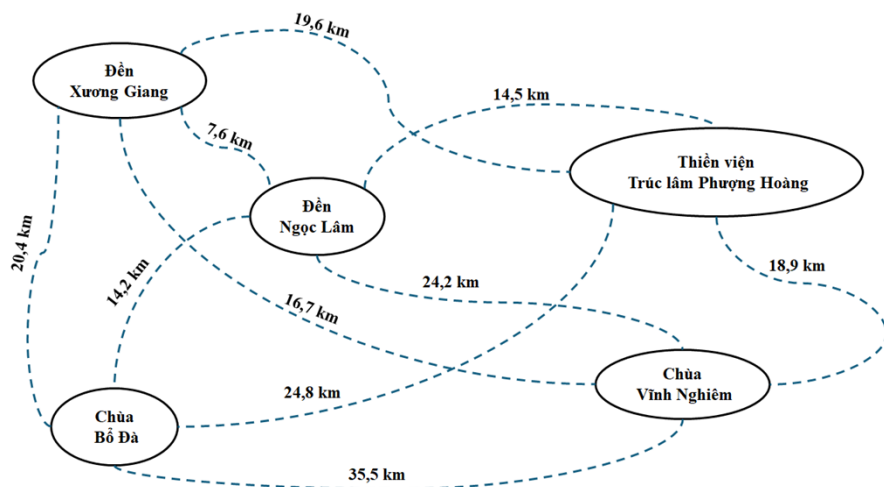 19,6 km
Đền
Xương Giang
14,5 km
7,6 km
Thiền viện
Trúc lâm Phượng Hoàng
Đền
Ngọc Lâm
20,4 km
14,2 km
24,2 km
18,9 km
16,7 km
Chùa
Vĩnh Nghiêm
24,8 km
Chùa
Bổ Đà
35,5 km